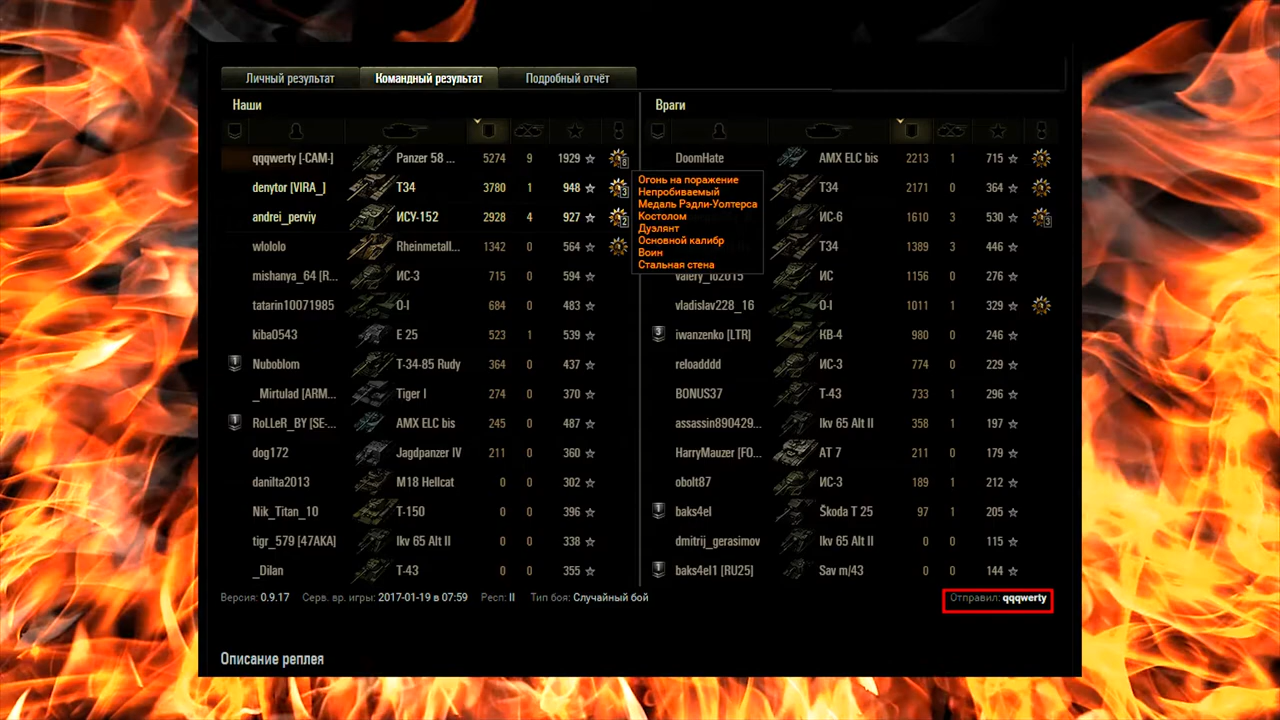 Личный результат Командный результат Подробный отчёт
Наши Враги
qqqwerty [-CAM-] Panzer 58 ... 5274 9 1929 8 DoomHate AMX ELC bis 2213 1 715
Огонь на поражение
denytor [VIRA_] T34 3780 1 948 3 T34 2171 0 364
Непробиваемый
Медаль Рэдли-Уолтерса
andrei_perviy ИСУ-152 2928 4 927 2 ИС-6 1610 3 530 3
Костолом
Дуэлянт
Основной калибр
wlololo Rheinmetall... 1342 0 564 T34 1389 3 446
Воин
Стальная стена
mishanya_64 [R... ИС-3 715 0 594 ИС 1156 0 276
tatarin10071985 O-I 684 0 483 vladislav228_16 O-I 1011 1 329
kiba0543 E 25 523 1 539 3 iwanzenko [LTR] КВ-4 980 0 246
1 Nuboblom Т-34-85 Rudy 364 0 437 reloadddd ИС-3 774 0 229
_Mirtulad [ARM... Tiger I 274 0 370 BONUS37 Т-43 733 1 296
1 RoLLeR_BY [SE-... AMX ELC bis 245 0 487 assassin890429... Ikv 65 Alt II 358 1 197
dog172 Jagdpanzer IV 211 0 360 HarryMauzer [FO... AT 7 211 0 179
danilta2013 M18 Hellcat 0 0 302 obolt87 ИС-3 189 1 212
Nik_Titan_10 Т-150 0 0 396 1 baks4el Škoda T 25 97 1 205
tigr_579 [47AKA] Ikv 65 Alt II 0 0 338 dmitrij_gerasimov Ikv 65 Alt II 0 0 115
_Dilan Т-43 0 0 355 1 baks4el1 [RU25] Sav m/43 0 0 144
Версия: 0.9.17 Серв. вр. игры: 2017-01-19 в 07:59 Респ: II Тип боя: Случайный бой Отправил: qqqwerty
Описание реплея